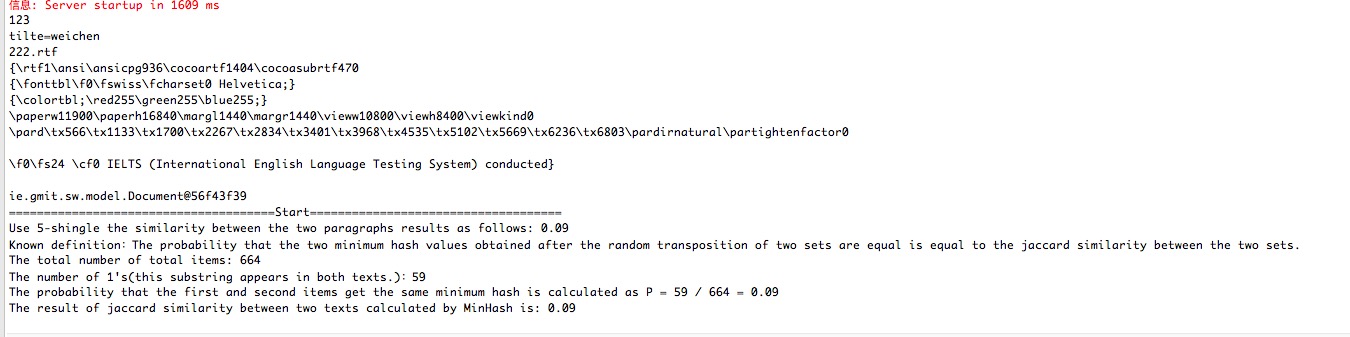 信息: Server startup in 1609 ms
123
tilte=weichen
222.rtf
{\rtf1\ansi\ansicpg936\cocoartf1404\cocoasubrtf470
{\fonttbl\f0\fswiss\fcharset0 Helvetica;}
{\colortbl;\red255\green255\blue255;}
\paperw11900\paperh16840\margl1440\margr1440\vieww10800\viewh8400\viewkind0
\pard\tx566\tx1133\tx1700\tx2267\tx2834\tx3401\tx3968\tx4535\tx5102\tx5669\tx6236\tx6803\pardirnatural\partightenfactor0
\f0\fs24 \cf0 IELTS (International English Language Testing System) conducted}
ie.gmit.sw.model.Document@56f43f39
======================================Start====================================
Use 5-shingle the similarity between the two paragraphs results as follows: 0.09
Known definition: The probability that the two minimum hash values obtained after the random transposition of two sets are equal is equal to the jaccard similarity between the two sets.
The total number of total items: 664
The number of 1's(this substring appears in both texts.): 59
The probability that the first and second items get the same minimum hash is calculated as P = 59 / 664 = 0.09
The result of jaccard similarity between two texts calculated by MinHash is: 0.09